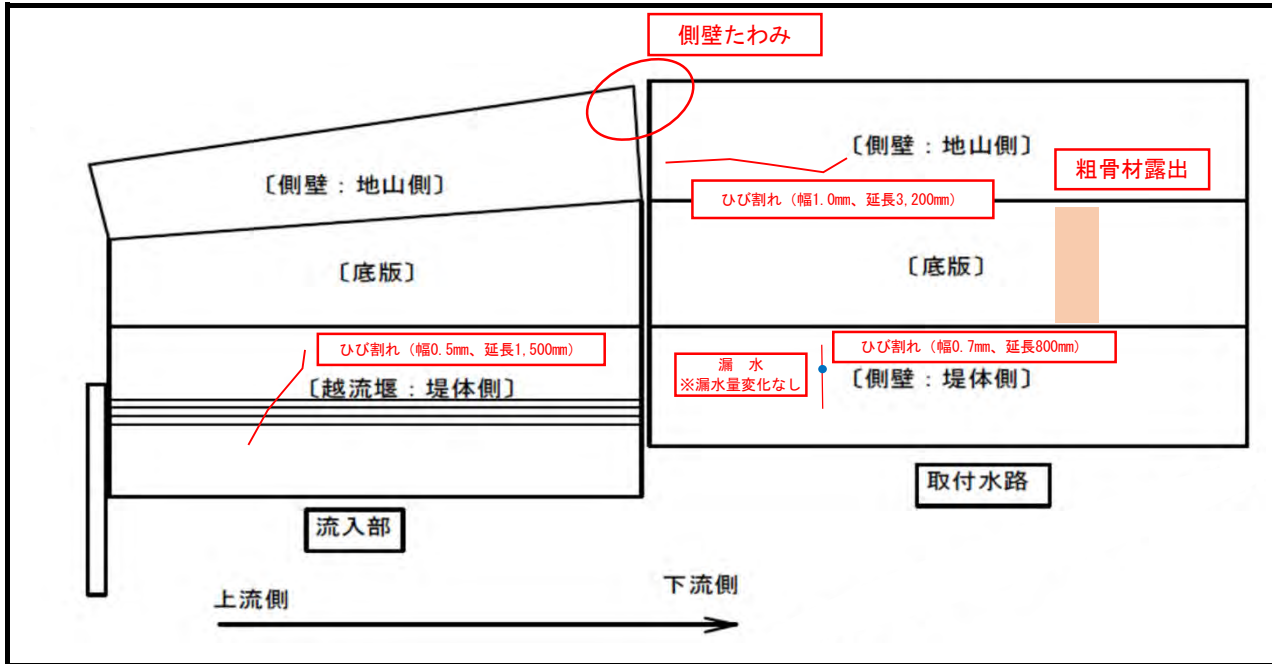 側壁たわみ
〔側壁：地山側〕
粗骨材露出
〔側壁：地山側〕
ひび割れ（幅1.0mm、延長3,200mm）
〔底版〕
〔底版〕
ひび割れ（幅0.5mm、延長1,500mm）
ひび割れ（幅0.7mm、延長800mm）
漏　水
※漏水量変化なし
〔越流堰：堤体側〕
〔側壁：堤体側〕
取付水路
流入部
下流側
上流側